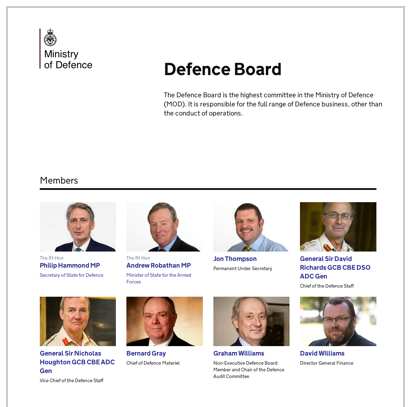 Ministry
of Defence
Defence Board
The Defence Board is the highest committee in the Ministry of Defence
(MOD). It is responsible for the full range of Defence business, other than
the conduct of operations.
Members
The Rt Hon
Philip Hammond MP
Secretary of State for Defence
The Rt Hon
Andrew Robathan MP
Minister of State for the Armed
Forces
Jon Thompson
Permanent Under Secretary
General Sir David
Richards GCB CBE DSO
ADC Gen
Chief of the Defence Staff
General Sir Nicholas
Houghton GCB CBE ADC
Gen
Vice Chief of the Defence Staff
Bernard Gray
Chief of Defence Materiel
Graham Williams
Non-Executive Defence Board
Member and Chair of the Defence
Audit Committee
David Williams
Director General Finance